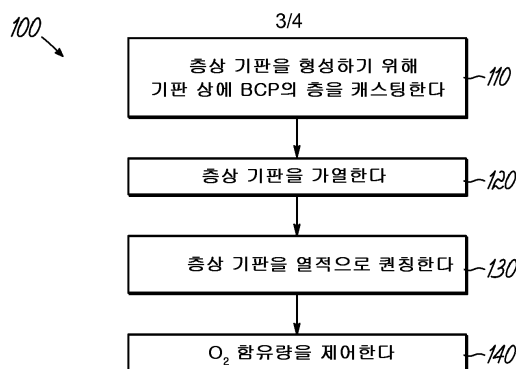 3/4
100
층상 기판을 형성하기 위해
기판 상에 BCP의 층을 캐스팅한다
110
층상 기판을 가열한다
120
층상 기판을 열적으로 퀀칭한다
130
O₂ 함유량을 제어한다
140